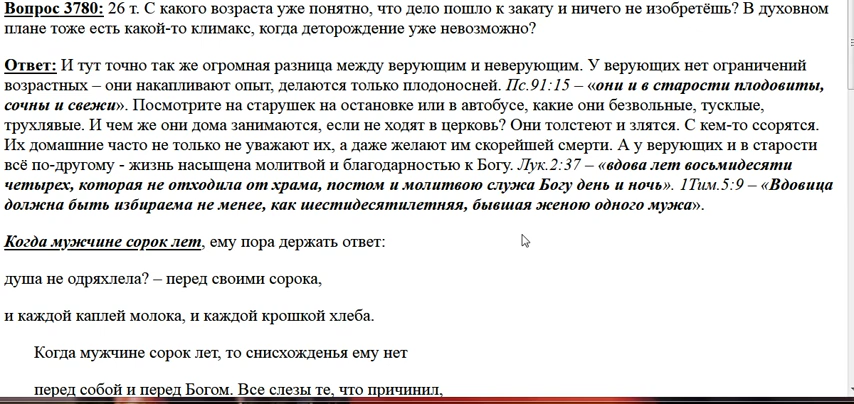 Вопрос 3780: 26 т. С какого возраста уже понятно, что дело пошло к закату и ничего не изобретёшь? В духовном
плане тоже есть какой-то климакс, когда деторождение уже невозможно?
Ответ: И тут точно так же огромная разница между верующим и неверующим. У верующих нет ограничений
возрастных – они накапливают опыт, делаются только плодоносней. Пс.91:15 – «они и в старости плодовиты,
сочны и свежи». Посмотрите на старушек на остановке или в автобусе, какие они безвольные, тусклые,
трухлявые. И чем же они дома занимаются, если не ходят в церковь? Они толстеют и злятся. С кем-то ссорятся.
Их домашние часто не только не уважают их, а даже желают им скорейшей смерти. А у верующих и в старости
всё по-другому - жизнь насыщена молитвой и благодарностью к Богу. Лук.2:37 – «вдова лет восьмидесяти
четырех, которая не отходила от храма, постом и молитвою служа Богу день и ночь». 1Тим.5:9 – «Вдовица
должна быть избираема не менее, как шестидесятилетняя, бывшая женою одного мужа».
Когда мужчине сорок лет, ему пора держать ответ:
душа не одряхлела? – перед своими сорока,
и каждой каплей молока, и каждой крошкой хлеба.
Когда мужчине сорок лет, то снисхожденья ему нет
перед собой и перед Богом. Все слезы те, что причинил,